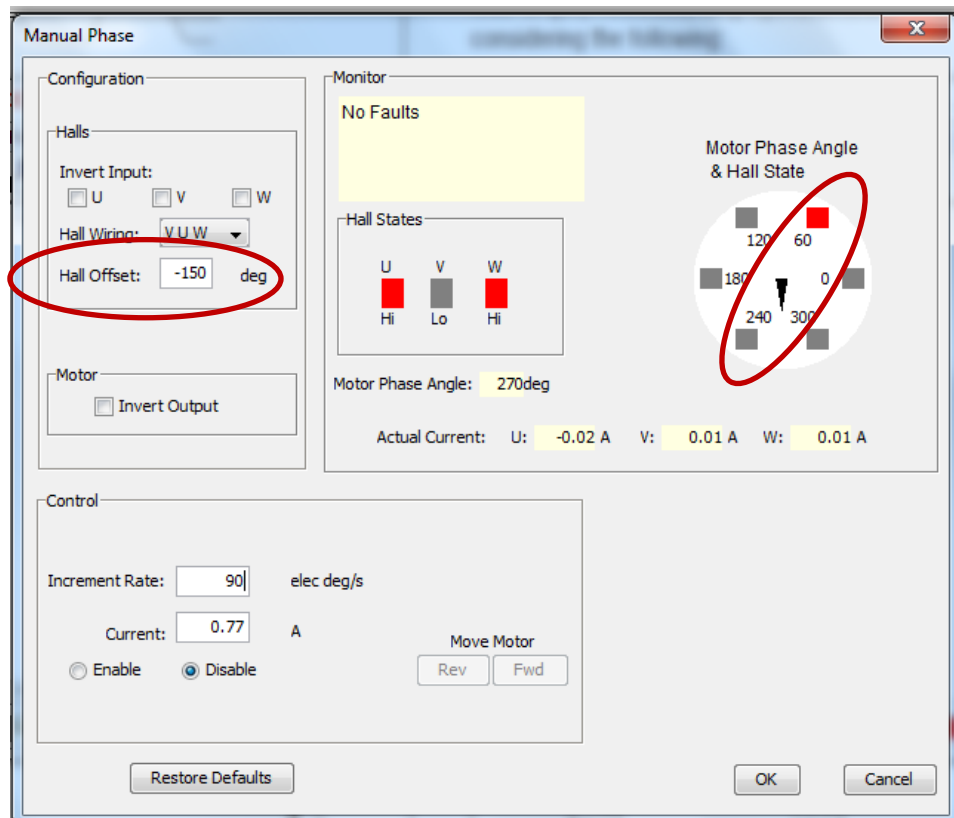 considering the following
Manual Phase
Configuration
Halls
Invert Input:
U V W
Hall Wiring: V U W
Hall Offset: -150 deg
Motor
Invert Output
Monitor
No Faults
Hall States
U V W
Hi Lo Hi
Motor Phase Angle
& Hall State
120 60
180 0
240 300
Motor Phase Angle: 270deg
Actual Current: U: -0.02 A V: 0.01 A W: 0.01 A
Control
Increment Rate: 90 elec deg/s
Current: 0.77 A
Enable Disable
Move Motor
Rev Fwd
Restore Defaults
OK Cancel